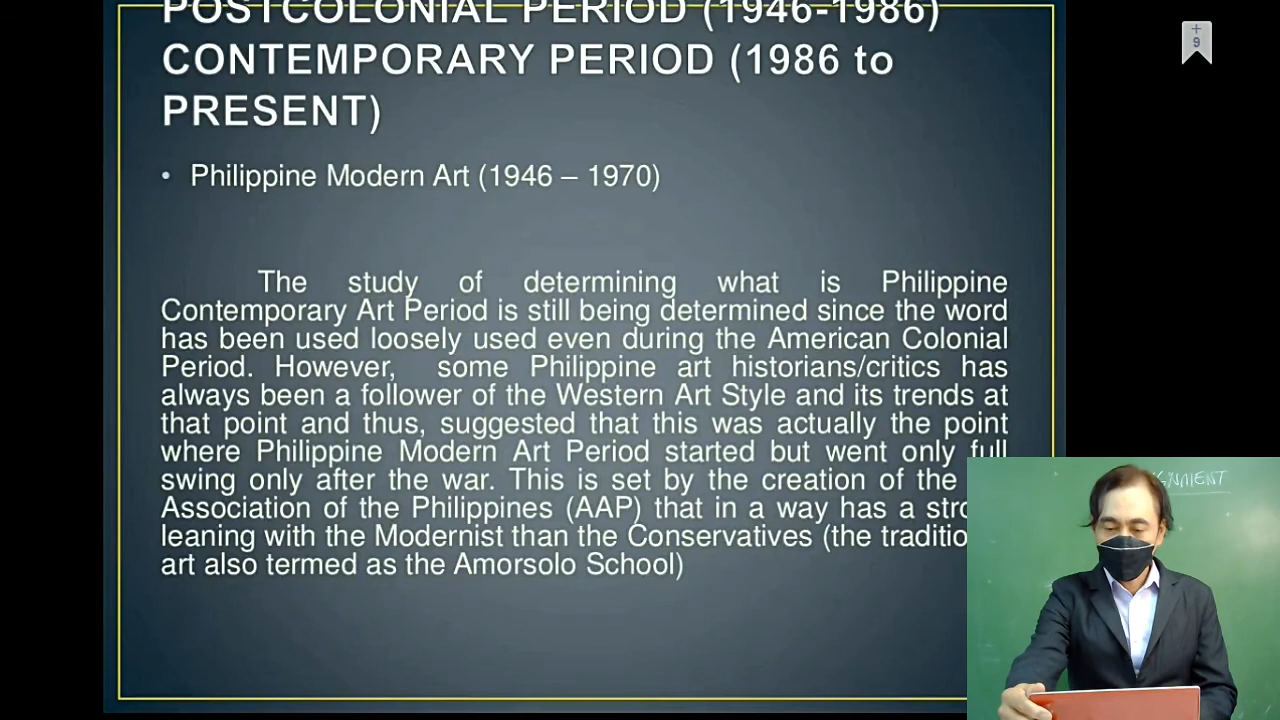 POSTCOLONIAL PERIOD (1946-1986)
CONTEMPORARY PERIOD (1986 to
PRESENT)
• Philippine Modern Art (1946 – 1970)
The study of determining what is Philippine
Contemporary Art Period is still being determined since the word
has been used loosely used even during the American Colonial
Period. However, some Philippine art historians/critics has
always been a follower of the Western Art Style and its trends at
that point and thus, suggested that this was actually the point
where Philippine Modern Art Period started but went only full
swing only after the war. This is set by the creation of the
Association of the Philippines (AAP) that in a way has a
leaning with the Modernist than the Conservatives (the
art also termed as the Amorsolo School)
+
9